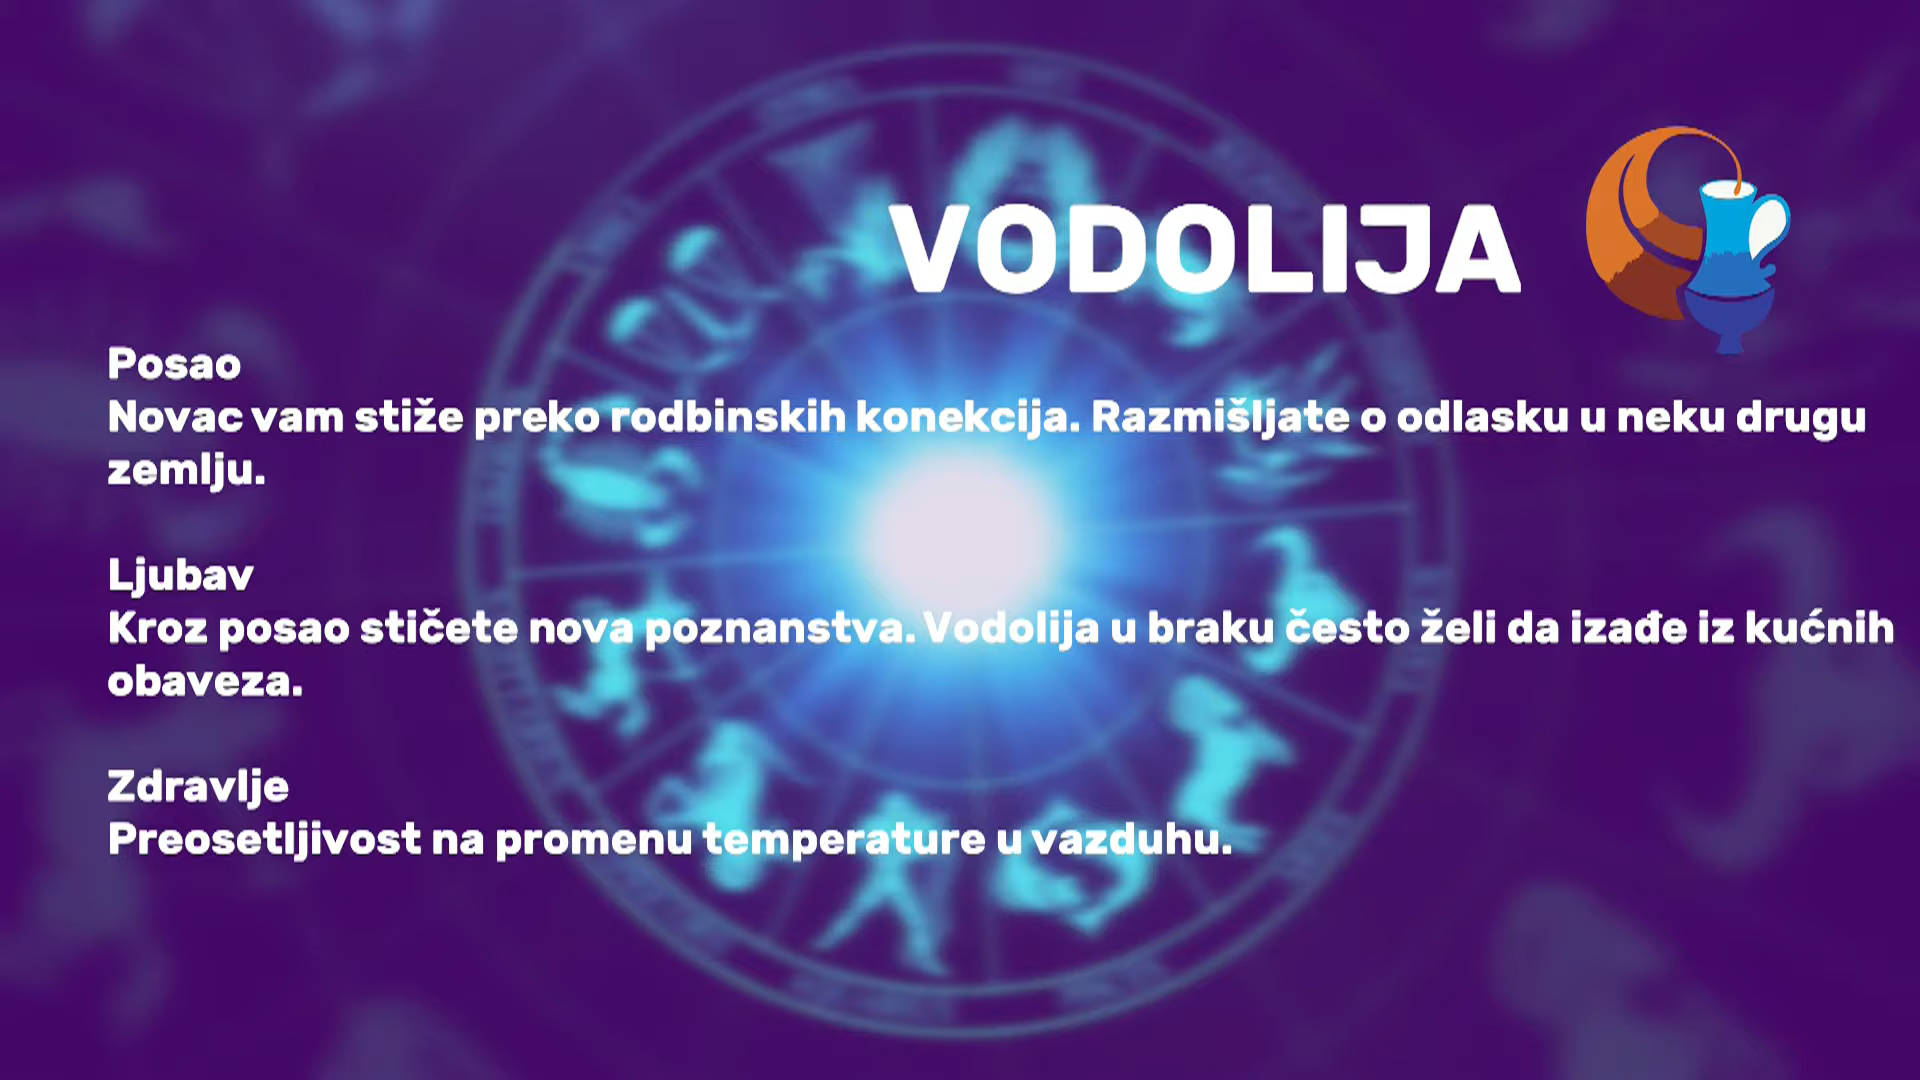 VODOLIJA
Posao
Novac vam stiže preko rodbinskih konekcija. Razmišljate o odlasku u neku drugu
zemlju.
Ljubav
Kroz posao stičete nova poznanstva. Vodolija u braku često želi da izađe iz kućnih
obaveza.
Zdravlje
Preosetljivost na promenu temperature u vazduhu.